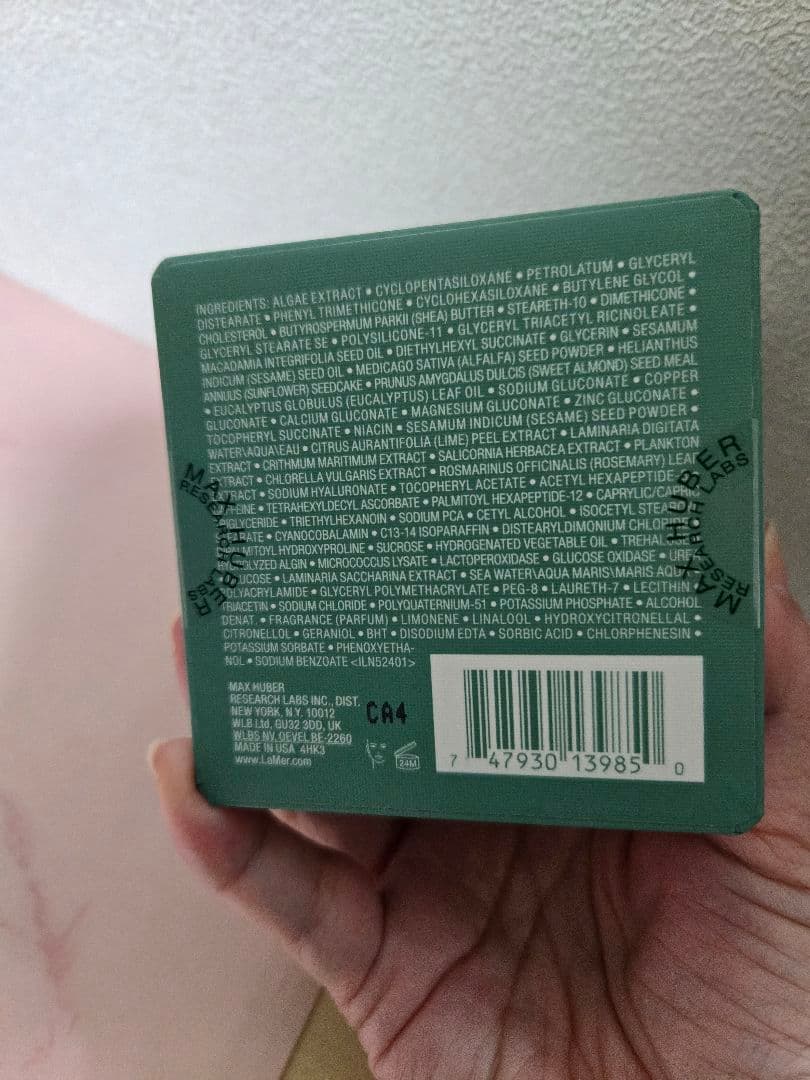 INGREDIENTS: ALGAE EXTRACT • CYCLOPENTASILOXANE • PETROLATUM • GLYCERYL
DISTEARATE • PHENYL TRIMETHICONE • CYCLOHEXASILOXANE • BUTYLENE GLYCOL •
CHOLESTEROL • BUTYROSPERMUM PARKII (SHEA) BUTTER • STEARETH-10 • DIMETHICONE •
GLYCERYL STEARATE SE • POLYSILICONE-11 • GLYCERYL TRIACETYL RICINOLEATE •
MACADAMIA INTEGRIFOLIA SEED OIL • DIETHYLHEXYL SUCCINATE • GLYCERIN • SESAMUM
INDICUM (SESAME) SEED OIL • MEDICAGO SATIVA (ALFALFA) SEED POWDER • HELIANTHUS
ANNUUS (SUNFLOWER) SEEDCAKE • PRUNUS AMYGDALUS DULCIS (SWEET ALMOND) SEED MEAL
• EUCALYPTUS GLOBULUS (EUCALYPTUS) LEAF OIL • SODIUM GLUCONATE • COPPER
GLUCONATE • CALCIUM GLUCONATE • MAGNESIUM GLUCONATE • ZINC GLUCONATE •
TOCOPHERYL SUCCINATE • NIACIN • SESAMUM INDICUM (SESAME) SEED POWDER •
WATER\AQUA\EAU • CITRUS AURANTIFOLIA (LIME) PEEL EXTRACT • LAMINARIA DIGITATA
EXTRACT • CRITHMUM MARITIMUM EXTRACT • SALICORNIA HERBACEA EXTRACT • PLANKTON
EXTRACT • CHLORELLA VULGARIS EXTRACT • ROSMARINUS OFFICINALIS (ROSEMARY) LEAF
EXTRACT • SODIUM HYALURONATE • TOCOPHERYL ACETATE • ACETYL HEXAPEPTIDE
• TETRAHEXYLDECYL ASCORBATE • PALMITOYL HEXAPEPTIDE-12 • CAPRYLIC/CAPRIC
• TRIETHYLHEXANOIN • SODIUM PCA • CETYL ALCOHOL • ISOCETYL
• CYANOCOBALAMIN • C13-14 ISOPARAFFIN • DISTEARYLDIMONIUM
HYDROXYPROLINE • SUCROSE • HYDROGENATED VEGETABLE OIL •
ALGIN • MICROCOCCUS LYSATE • LACTOPEROXIDASE • GLUCOSE OXIDASE •
• LAMINARIA SACCHARINA EXTRACT • SEA WATER\AQUA MARIS\MARIS AQUA
• GLYCERYL POLYMETHACRYLATE • PEG-8 • LAURETH-7 • LECITHIN
TRIACETIN • SODIUM CHLORIDE • POLYQUATERNIUM-51 • POTASSIUM PHOSPHATE • ALCOHOL
DENAT. • FRAGRANCE (PARFUM) • LIMONENE • LINALOOL • HYDROXYCITRONELLAL •
CITRONELLOL • GERANIOL • BHT • DISODIUM EDTA • SORBIC ACID • CHLORPHENESIN •
POTASSIUM SORBATE • PHENOXYETHA-
NOL • SODIUM BENZOATE <ILN52401>
MAX HUBER
RESEARCH LABS
MAX HUBER
RESEARCH LABS
MAX HUBER
RESEARCH LABS INC., DIST.
NEW YORK, N.Y. 10012
WLB Ltd, GU32 3DD, UK
WLBS NV, OEVEL BE-2260
MADE IN USA 4HK3
www.LaMer.com
CA4
24M
7 47930 13985 0